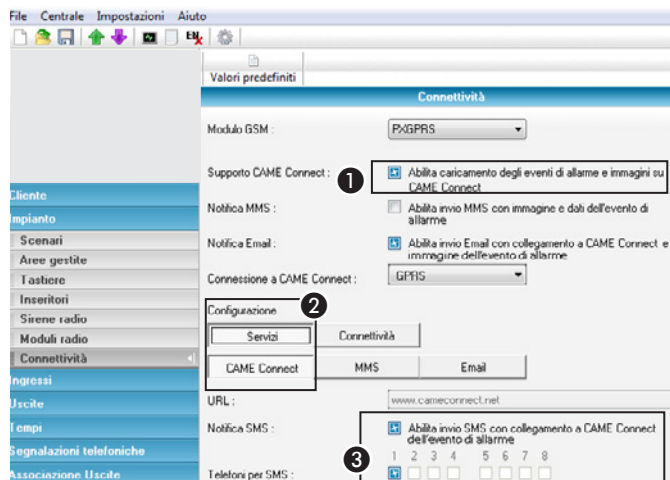 File Centrale Impostazioni Aiuto
Valori predefiniti
Connettività
Modulo GSM : PXGPRS
Supporto CAME Connect : 1 Abilita caricamento degli eventi di allarme e immagini su
CAME Connect
Notifica MMS : Abilita invio MMS con immagine e dati dell'evento di
allarme
Notifica Email : Abilita invio Email con collegamento a CAME Connect e
immagine dell'evento di allarme
Connessione a CAME Connect : GPRS
Configurazione 2
Servizi Connettività
CAME Connect MMS Email
URL : www.cameconnect.net
Notifica SMS : Abilita invio SMS con collegamento a CAME Connect
dell'evento di allarme
1 2 3 4 5 6 7 8
3
Telefoni per SMS :
Cliente
Impianto
Scenari
Aree gestite
Tastiere
Inseritori
Sirene radio
Moduli radio
Connettività
Ingressi
Uscite
Tempi
Segnalazioni telefoniche
Associazione Uscite